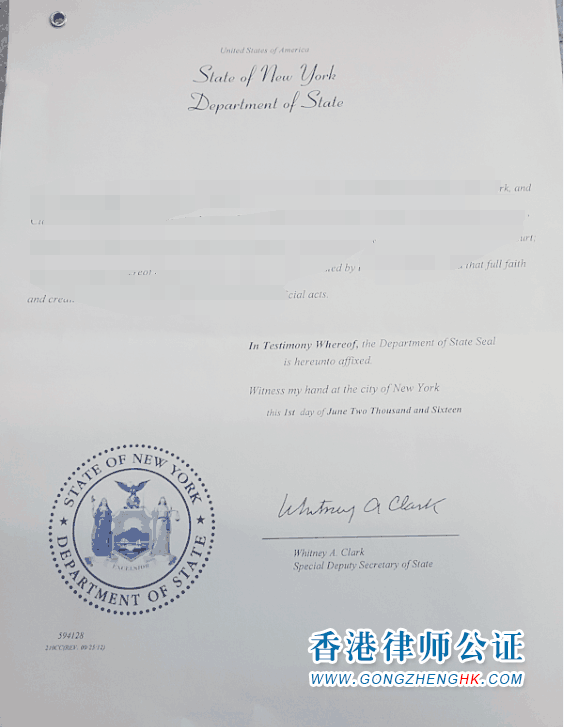 United States of America
State of New York
Department of State
rk, and
urt;
that full faith
and
cial acts.
In Testimony Whereof, the Department of State Seal
is hereunto affixed.
Witness my hand at the city of New York
this 1st day of June Two Thousand and Sixteen
STATE OF NEW YORK
EXCELSIOR
DEPARTMENT OF STATE
Whitney A Clark
Whitney A. Clark
Special Deputy Secretary of State
594128
香港律师公证
WWW.GONGZHENGHK.COM